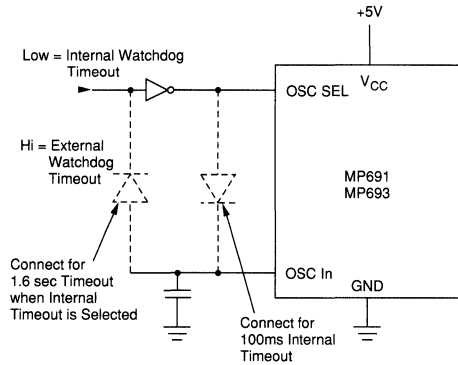 +5V
Low = Internal Watchdog
Timeout
VCC
OSC SEL
Hi = External
Watchdog
Timeout
MP691
MP693
Connect for
1.6 sec Timeout
when Internal
Timeout is Selected
OSC In
GND
Connect for
100ms Internal
Timeout